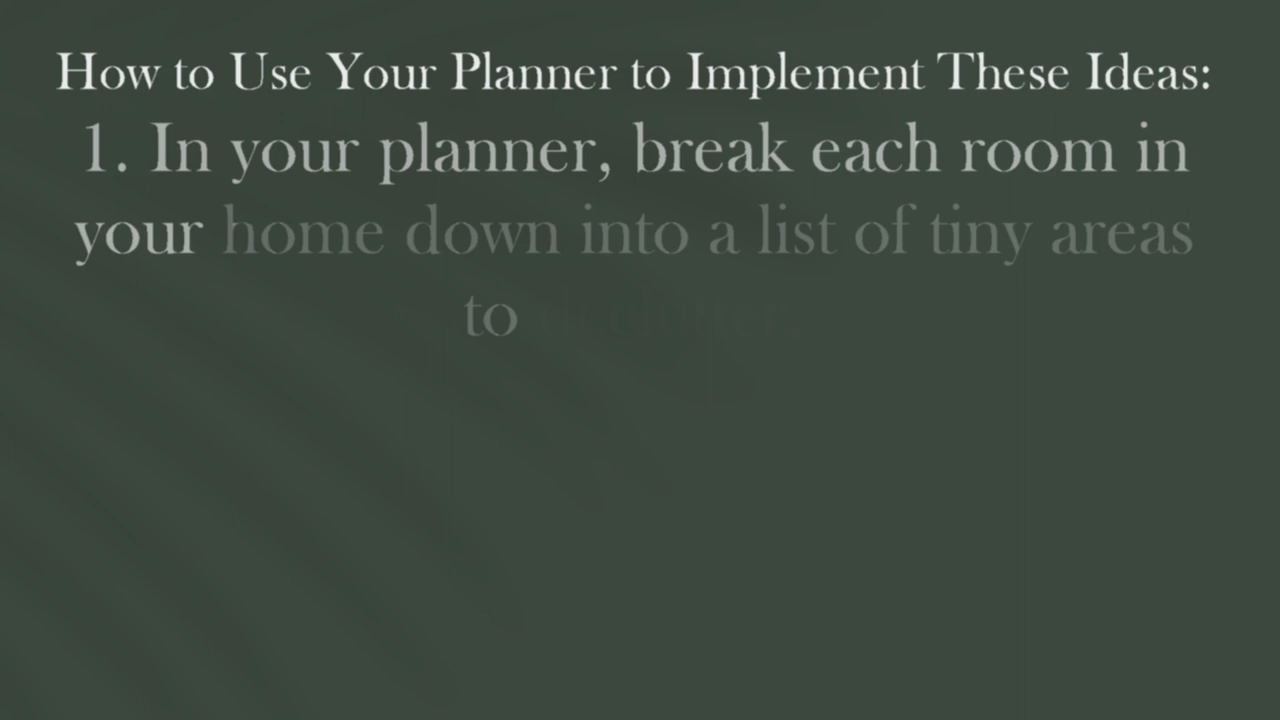 How to Use Your Planner to Implement These Ideas:
1. In your planner, break each room in
your home down into a list of tiny areas
to declutter.